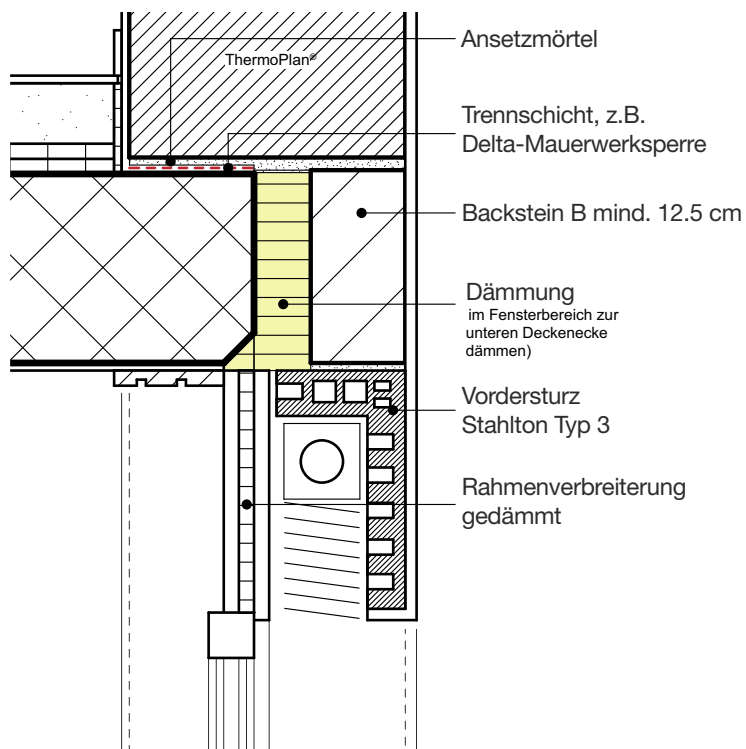 Ansetzmörtel
ThermoPlan®
Trennschicht, z.B.
Delta-Mauerwerksperre
Backstein B mind. 12.5 cm
Dämmung
im Fensterbereich zur
unteren Deckenecke
dämmen)
Vordersturz
Stahlton Typ 3
Rahmenverbreiterung
gedämmt